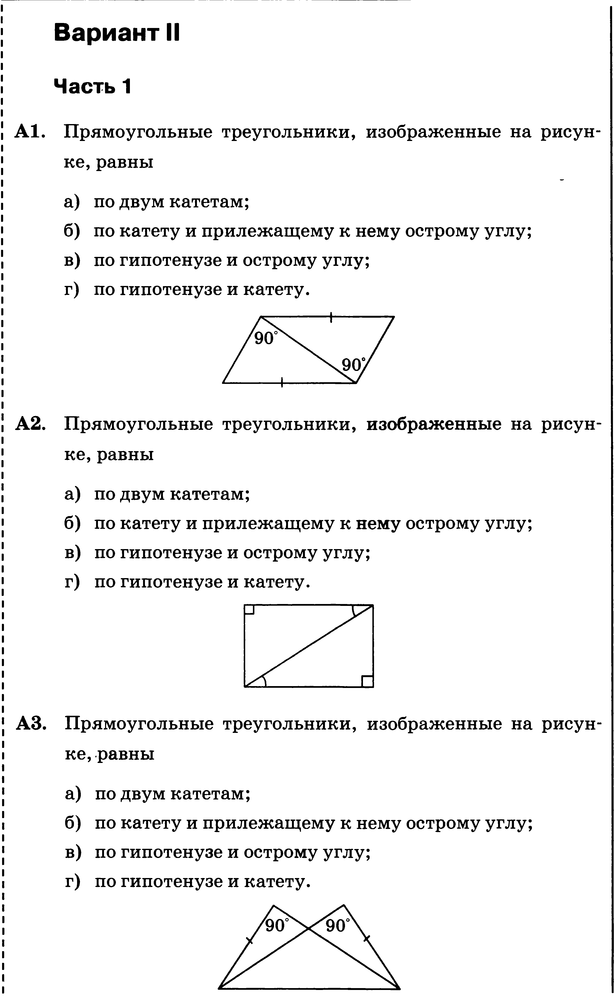 Вариант II
Часть 1
А1. Прямоугольные треугольники, изображенные на рисун-
ке, равны
а) по двум катетам;
б) по катету и прилежащему к нему острому углу;
в) по гипотенузе и острому углу;
г) по гипотенузе и катету.
90°
90°
А2. Прямоугольные треугольники, изображенные на рисун-
ке, равны
а) по двум катетам;
б) по катету и прилежащему к нему острому углу;
в) по гипотенузе и острому углу;
г) по гипотенузе и катету.
А3. Прямоугольные треугольники, изображенные на рисун-
ке, равны
а) по двум катетам;
б) по катету и прилежащему к нему острому углу;
в) по гипотенузе и острому углу;
г) по гипотенузе и катету.
90° 90°